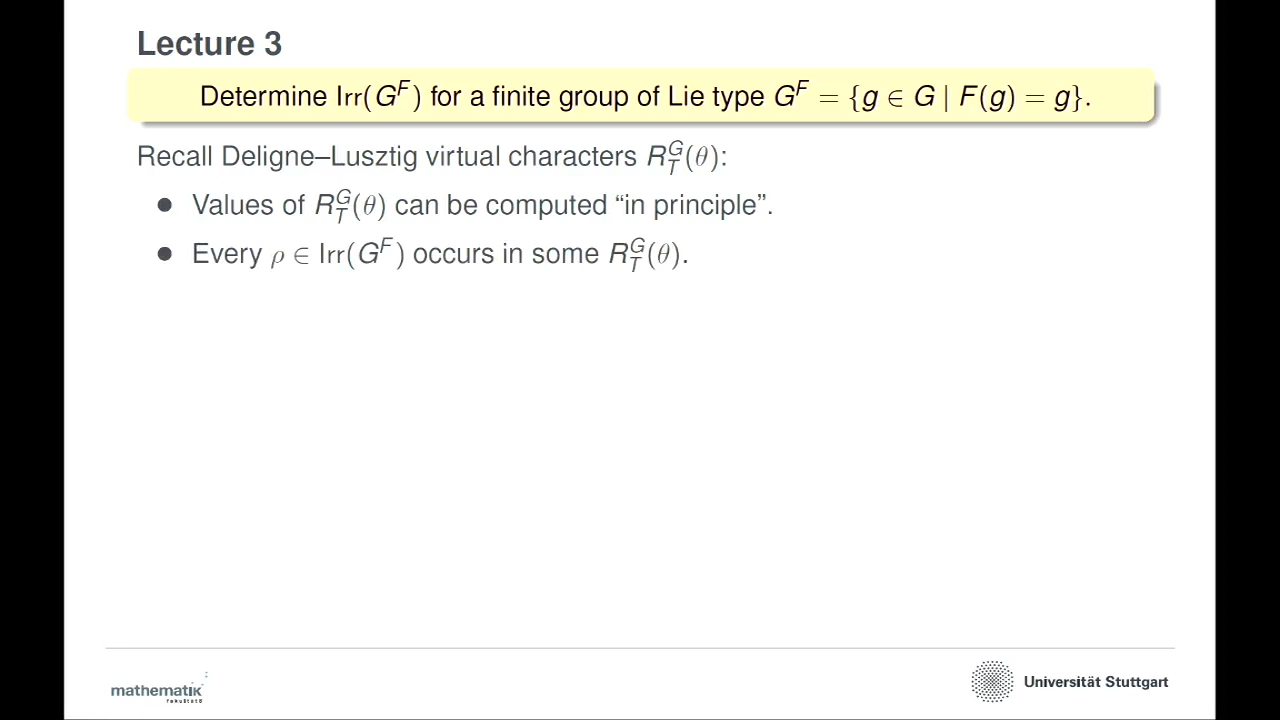 Lecture 3
Determine Irr(G^F) for a finite group of Lie type G^F = {g ∈ G | F(g) = g}.
Recall Deligne–Lusztig virtual characters R_T^G(θ):
● Values of R_T^G(θ) can be computed “in principle”.
● Every ρ ∈ Irr(G^F) occurs in some R_T^G(θ).
mathematik
fakultät
Universität Stuttgart